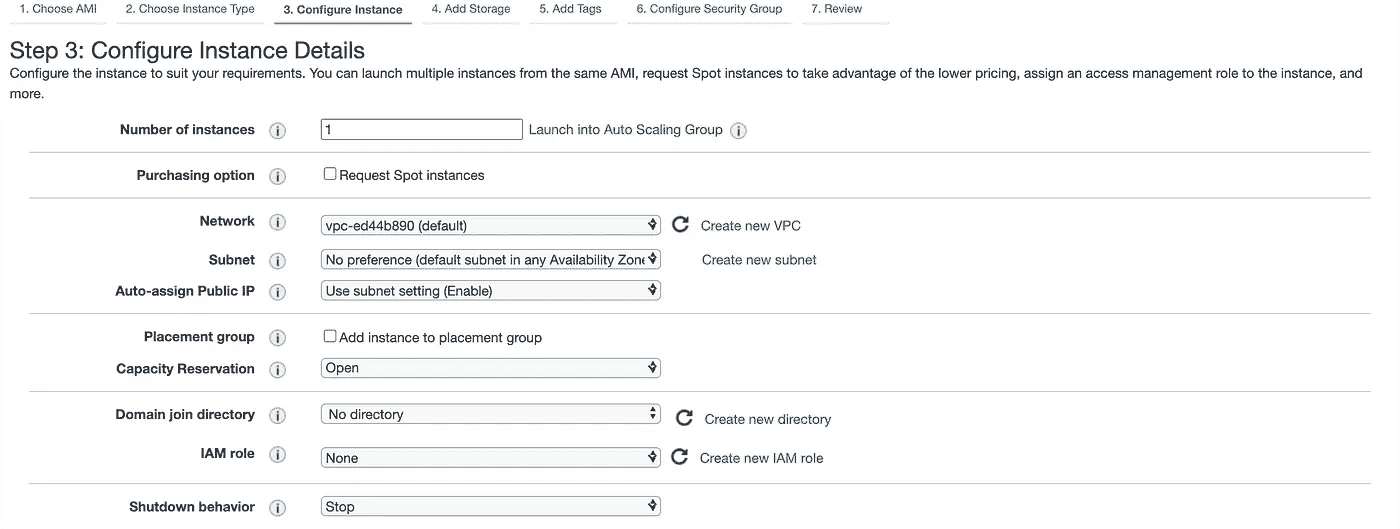 1. Choose AMI 2. Choose Instance Type 3. Configure Instance 4. Add Storage 5. Add Tags 6. Configure Security Group 7. Review
Step 3: Configure Instance Details
Configure the instance to suit your requirements. You can launch multiple instances from the same AMI, request Spot instances to take advantage of the lower pricing, assign an access management role to the instance, and
more.
Number of instances i 1 Launch into Auto Scaling Group i
Purchasing option i Request Spot instances
Network i vpc-ed44b890 (default) Create new VPC
Subnet i No preference (default subnet in any Availability Zone Create new subnet
Auto-assign Public IP i Use subnet setting (Enable)
Placement group i Add instance to placement group
Capacity Reservation i Open
Domain join directory i No directory Create new directory
IAM role i None Create new IAM role
Shutdown behavior i Stop